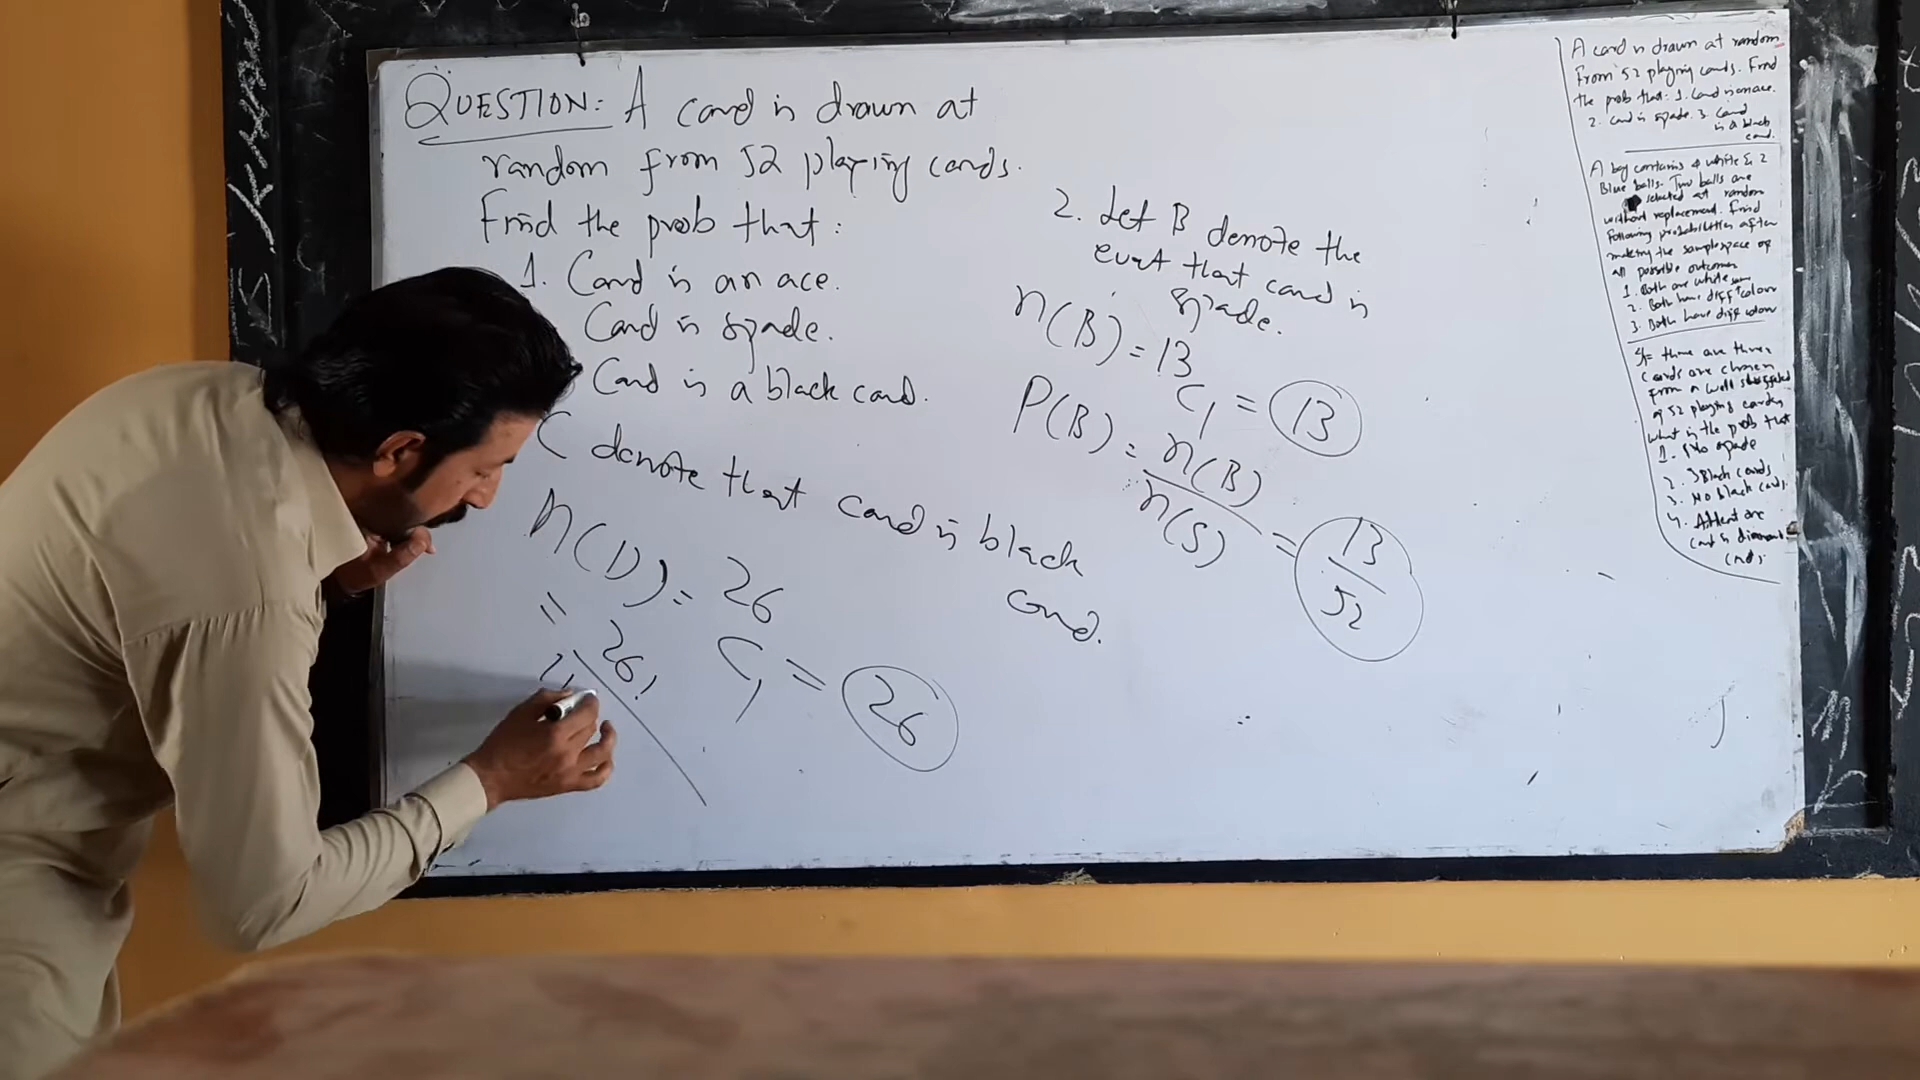 QUESTION: A card is drawn at
random from 52 playing cards.
Find the prob that:
1. Card is an ace.
Card is spade.
Card is a black card.
C denote that card is black
card.
n(D) = 26
C1 = 26
= 26!
2. Let B denote the
event that card is
spade.
n(B) = 13
C1 = 13
P(B) = n(B)
n(S)
= 13
52
A card is drawn at random
From 52 playing cards. Find
the prob that: 1. Card is an ace.
2. card is spade. 3. Card
is a black
card.
A bag contains 4 white & 2
Blue balls. Two balls are
selected at random
without replacement. Find
Following probabilities after
making the sample space of
all possible outcomes
1. Both are white
2. Both have diff colour
3. Both have diff colour
there are three
cards are chosen
From a well
of 52 playing cards
what is the prob that
1. No spade
2. 3 Black cards
3. No black cards
4. Atleast one
card is diamond
cards